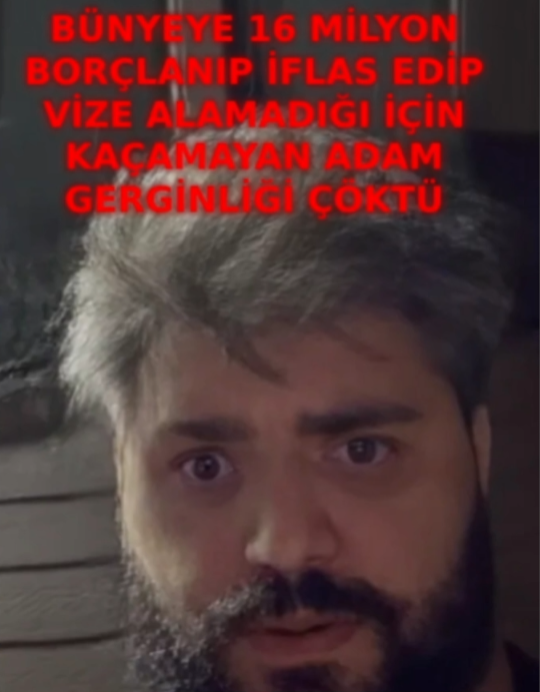 BÜNYEYE 16 MİLYON
BORÇLANIP İFLAS EDİP
VİZE ALAMADIĞI İÇİN
KAÇAMAYAN ADAM
GERGİNLİĞİ ÇÖKTÜ